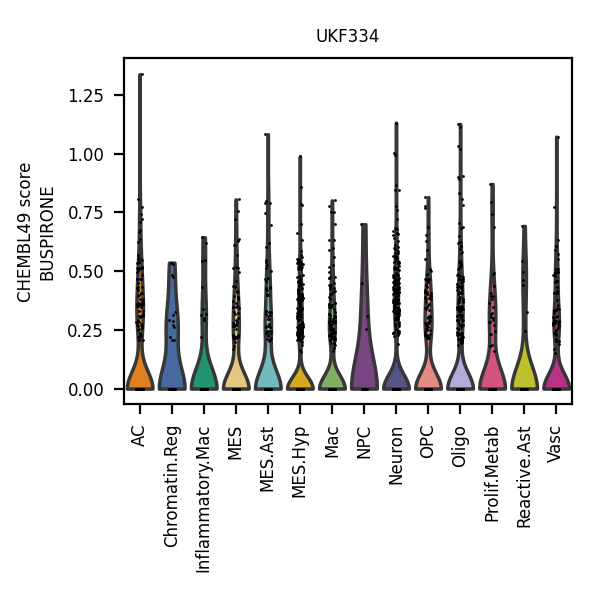 UKF334
CHEMBL49 score
BUSPIRONE
1.25
1.00
0.75
0.50
0.25
0.00
AC
Chromatin.Reg
Inflammatory.Mac
MES
MES.Ast
MES.Hyp
Mac
NPC
Neuron
OPC
Oligo
Prolif.Metab
Reactive.Ast
Vasc